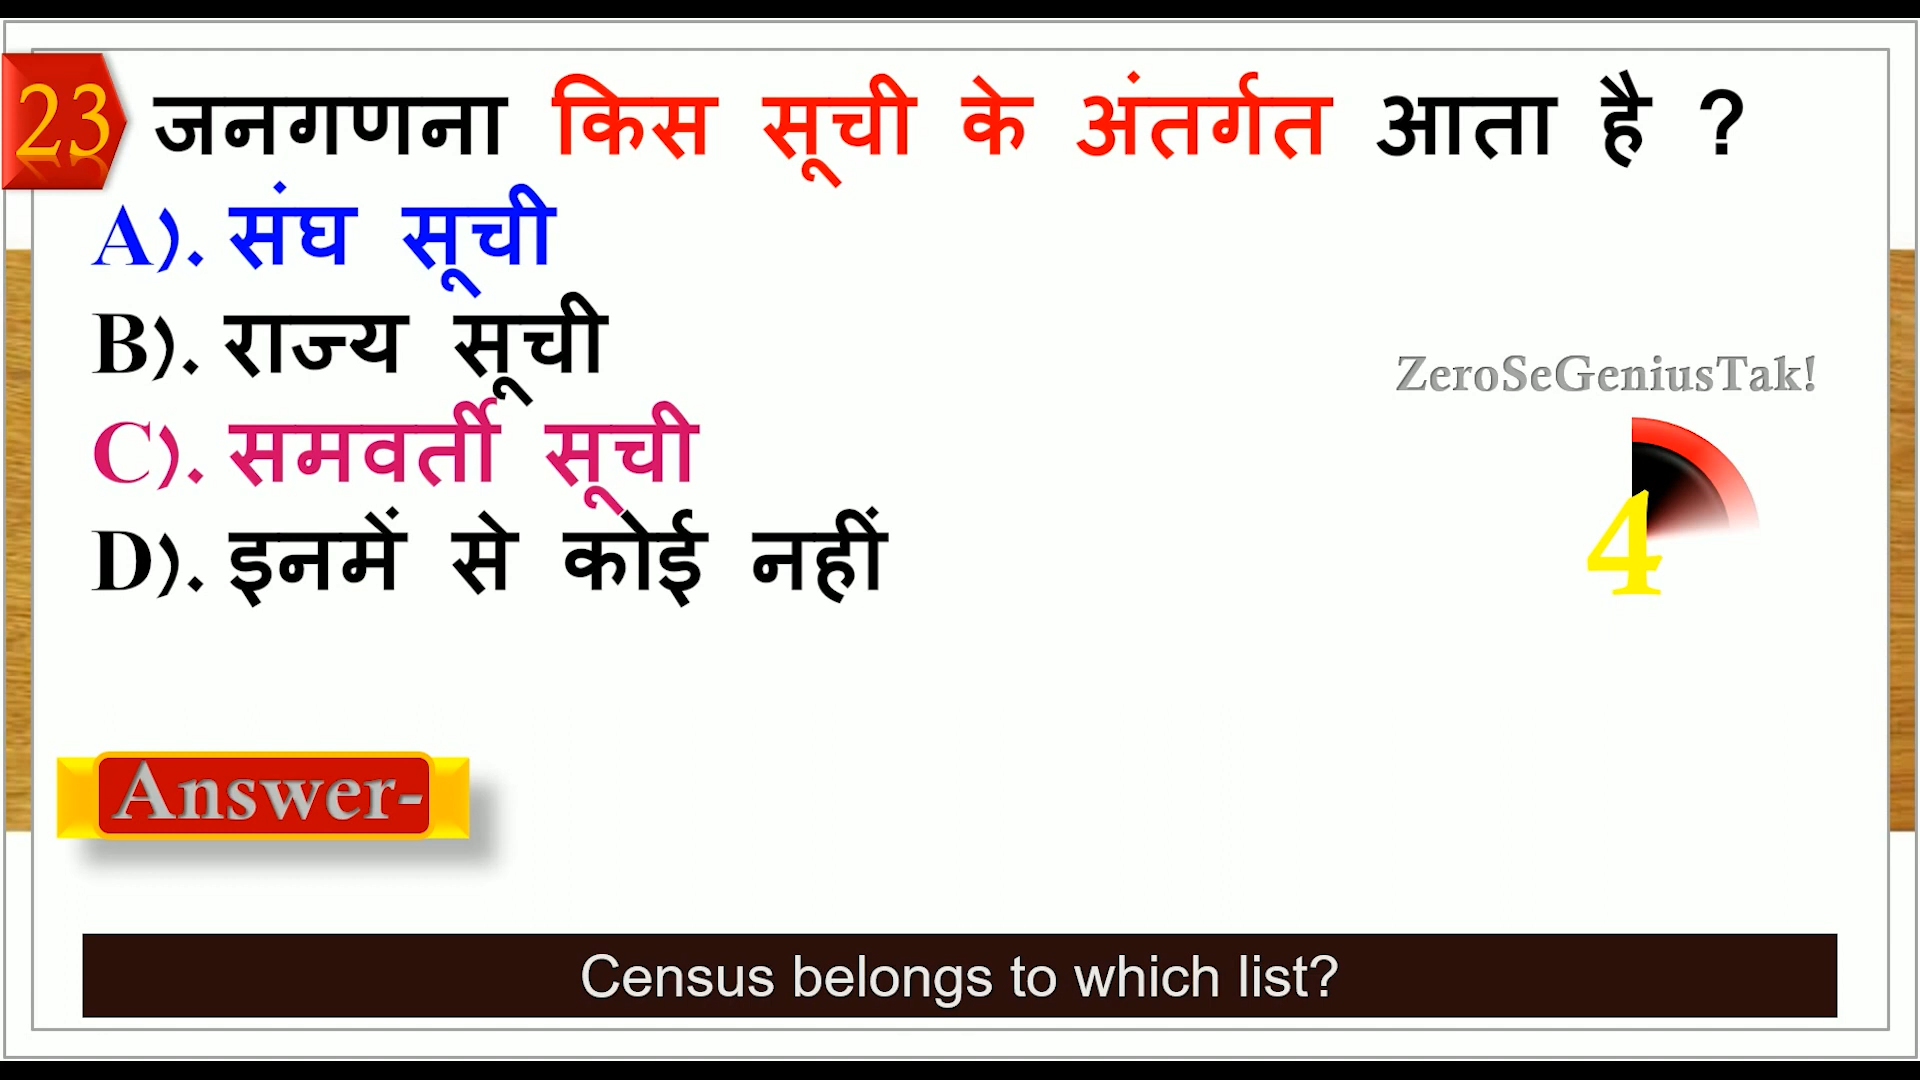 23 जनगणना किस सूची के अंतर्गत आता है ?
A). संघ सूची
B). राज्य सूची
C). समवर्ती सूची
D). इनमें से कोई नहीं
ZeroSeGeniusTak!
4
Answer-
Census belongs to which list?